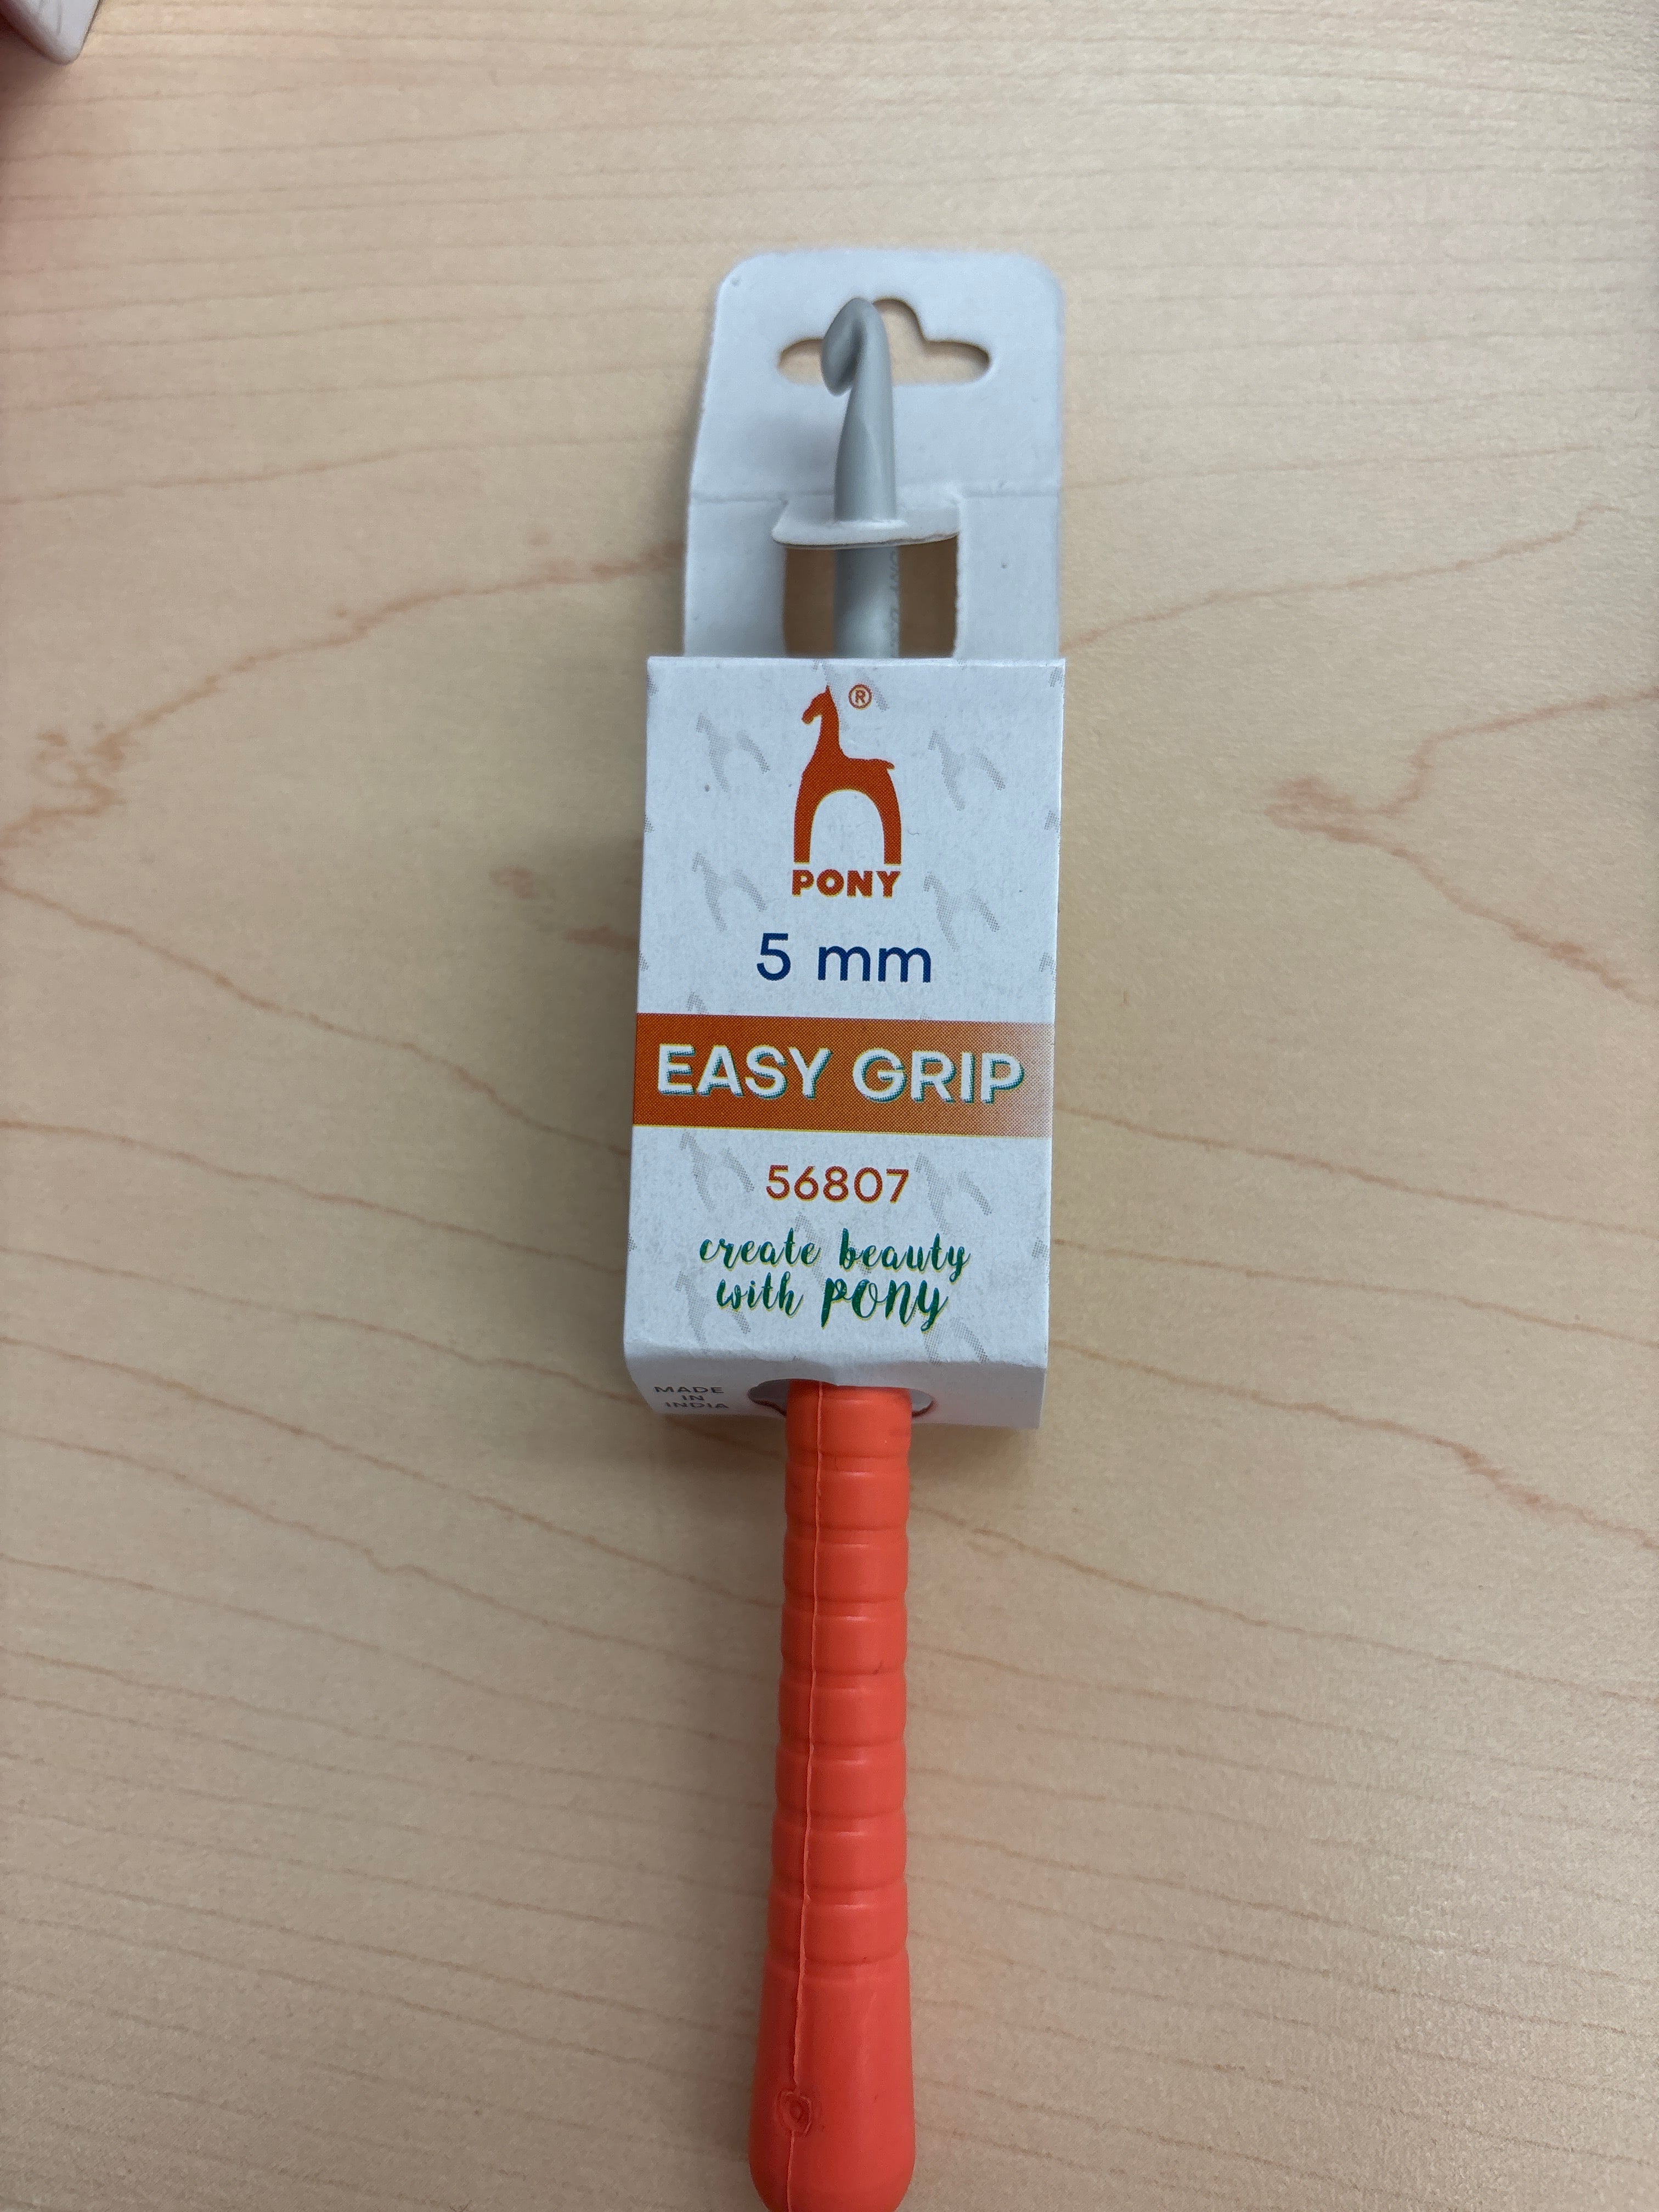 ®
PONY
5 mm
EASY GRIP
56807
create beauty
with PONY
MADE
IN
INDIA